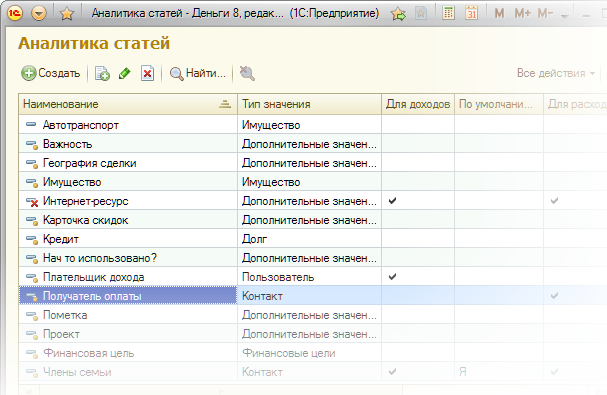 Аналитика статей - Деньги 8, редак... (1С:Предприятие)
M M+ M-
Аналитика статей
Создать Найти... Все действия
Наименование Тип значения Для доходов По умолчани... Для расход
Автотранспорт Имущество
Важность Дополнительные значен...
География сделки Дополнительные значен...
Имущество Имущество
Интернет-ресурс Дополнительные значен...
Карточка скидок Дополнительные значен...
Кредит Долг
Нач то использовано? Дополнительные значен...
Плательщик дохода Пользователь
Получатель оплаты Контакт
Пометка Дополнительные значен...
Проект Дополнительные значен...
Финансовая цель Финансовые цели
Члены семьи Контакт Я